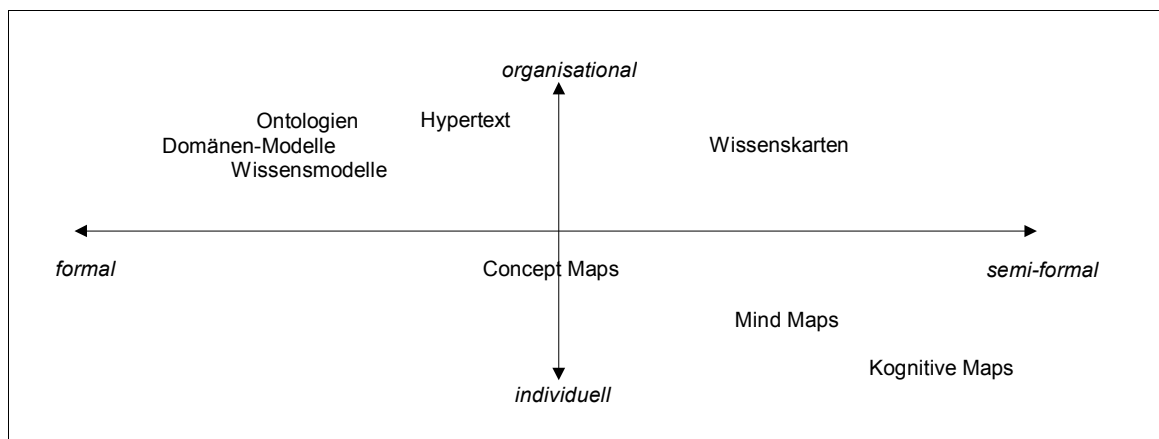 organisational
Ontologien
Hypertext
Domänen-Modelle
Wissenskarten
Wissensmodelle
formal
Concept Maps
semi-formal
Mind Maps
Kognitive Maps
individuell